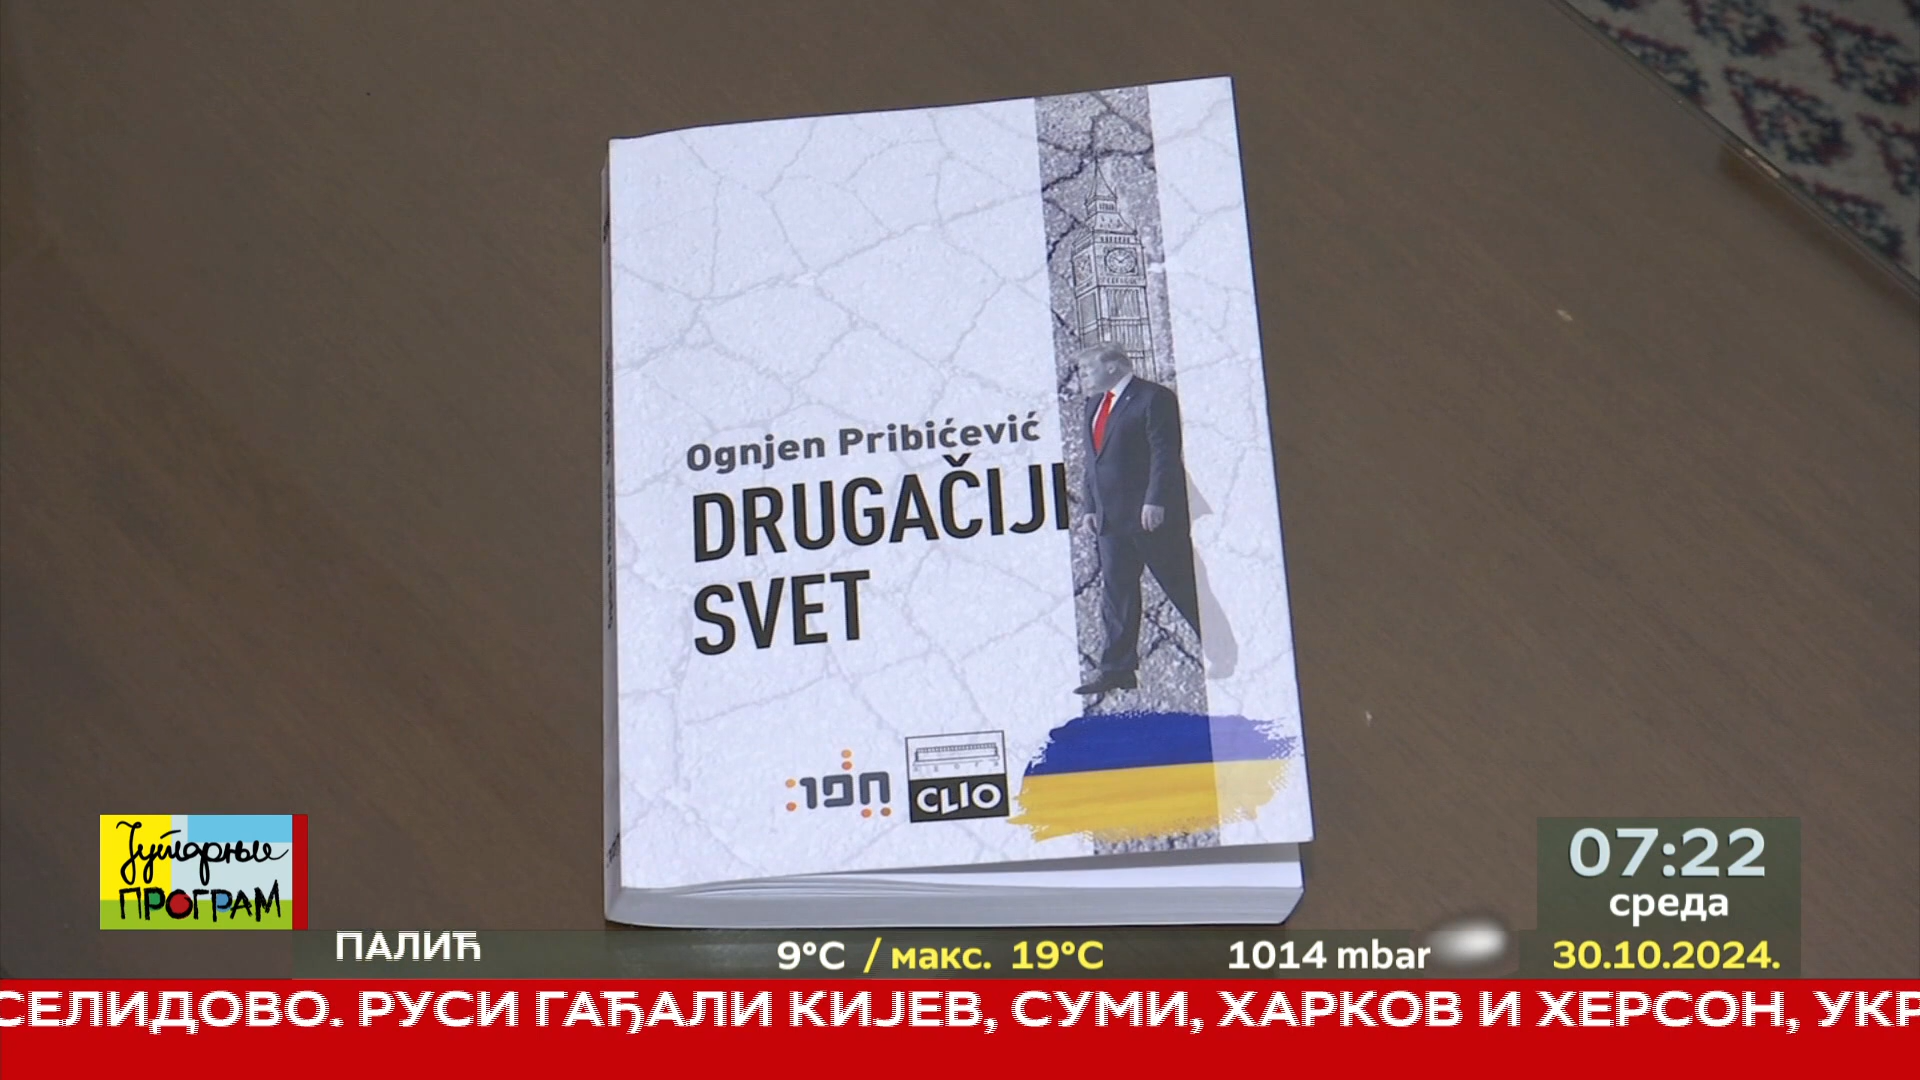 Ognjen Pribićević
DRUGAČIJI
SVET
CLIO
Јутарњи
ПРОГРАМ
07:22
среда
30.10.2024.
ПАЛИЋ
9°C / макс. 19°C
1014 mbar
СЕЛИДОВО. РУСИ ГАЂАЛИ КИЈЕВ, СУМИ, ХАРКОВ И ХЕРСОН, УКР